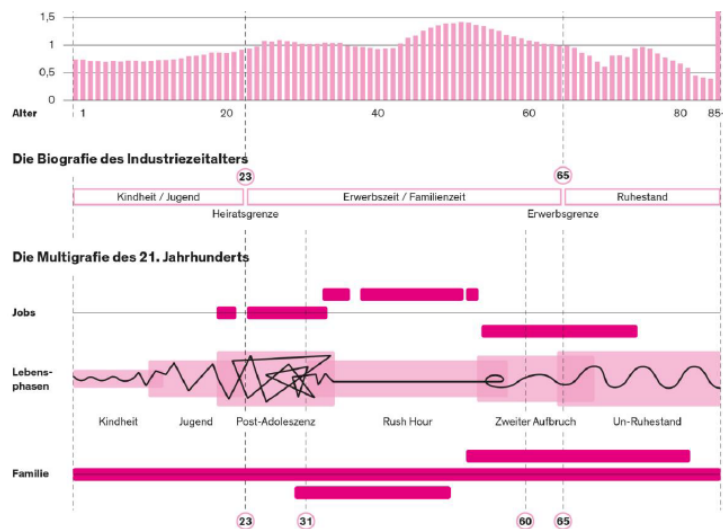 1,5
1
0,5
0
Alter 1 20 40 60 80 85+
Die Biografie des Industriezeitalters
23 65
Kindheit / Jugend Erwerbszeit / Familienzeit Ruhestand
Heiratsgrenze Erwerbsgrenze
Die Multigrafie des 21. Jahrhunderts
Jobs
Lebens-
phasen
Kindheit Jugend Post-Adoleszenz Rush Hour Zweiter Aufbruch Un-Ruhestand
Familie
23 31 60 65